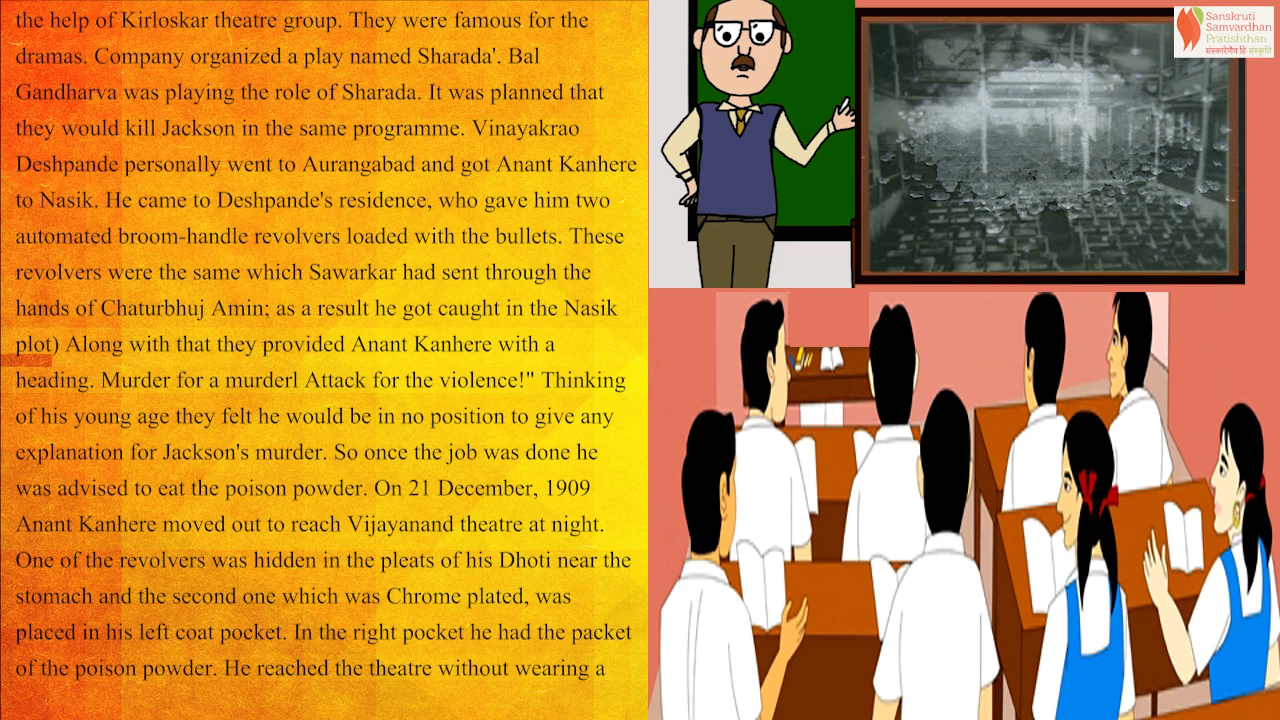 the help of Kirloskar theatre group. They were famous for the
dramas. Company organized a play named Sharada'. Bal
Gandharva was playing the role of Sharada. It was planned that
they would kill Jackson in the same programme. Vinayakrao
Deshpande personally went to Aurangabad and got Anant Kanhere
to Nasik. He came to Deshpande's residence, who gave him two
automated broom-handle revolvers loaded with the bullets. These
revolvers were the same which Sawarkar had sent through the
hands of Chaturbhuj Amin; as a result he got caught in the Nasik
plot) Along with that they provided Anant Kanhere with a
heading. Murder for a murderl Attack for the violence!" Thinking
of his young age they felt he would be in no position to give any
explanation for Jackson's murder. So once the job was done he
was advised to eat the poison powder. On 21 December, 1909
Anant Kanhere moved out to reach Vijayanand theatre at night.
One of the revolvers was hidden in the pleats of his Dhoti near the
stomach and the second one which was Chrome plated, was
placed in his left coat pocket. In the right pocket he had the packet
of the poison powder. He reached the theatre without wearing a
Sanskruti
Samvardhan
Pratishthan
संस्कारेणैव हि संस्कृति